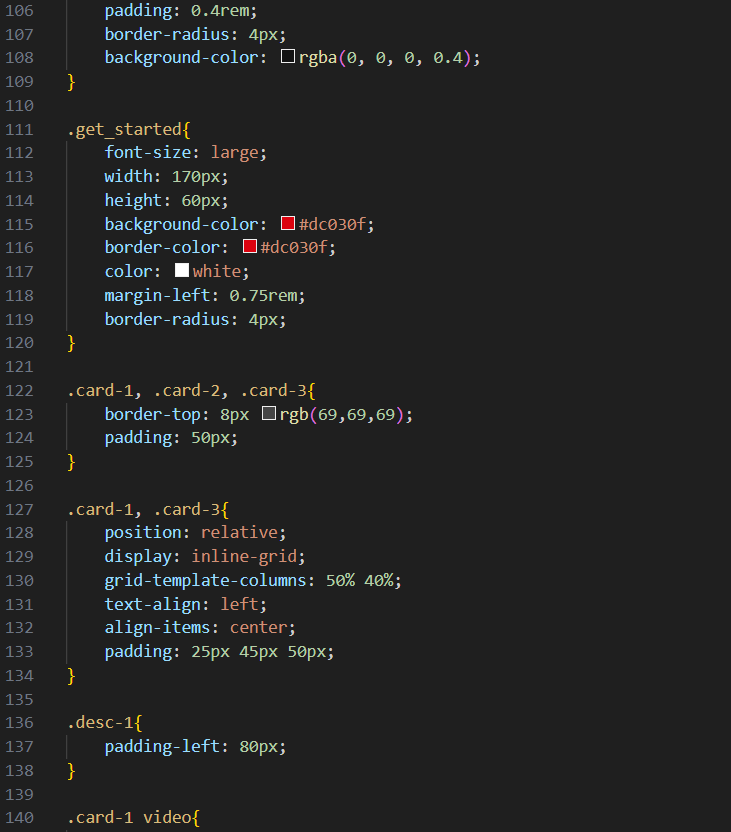 106 padding: 0.4rem;
107 border-radius: 4px;
108 background-color: rgba(0, 0, 0, 0.4);
109 }
110
111 .get_started{
112 font-size: large;
113 width: 170px;
114 height: 60px;
115 background-color: #dc030f;
116 border-color: #dc030f;
117 color: white;
118 margin-left: 0.75rem;
119 border-radius: 4px;
120 }
121
122 .card-1, .card-2, .card-3{
123 border-top: 8px rgb(69,69,69);
124 padding: 50px;
125 }
126
127 .card-1, .card-3{
128 position: relative;
129 display: inline-grid;
130 grid-template-columns: 50% 40%;
131 text-align: left;
132 align-items: center;
133 padding: 25px 45px 50px;
134 }
135
136 .desc-1{
137 padding-left: 80px;
138 }
139
140 .card-1 video{